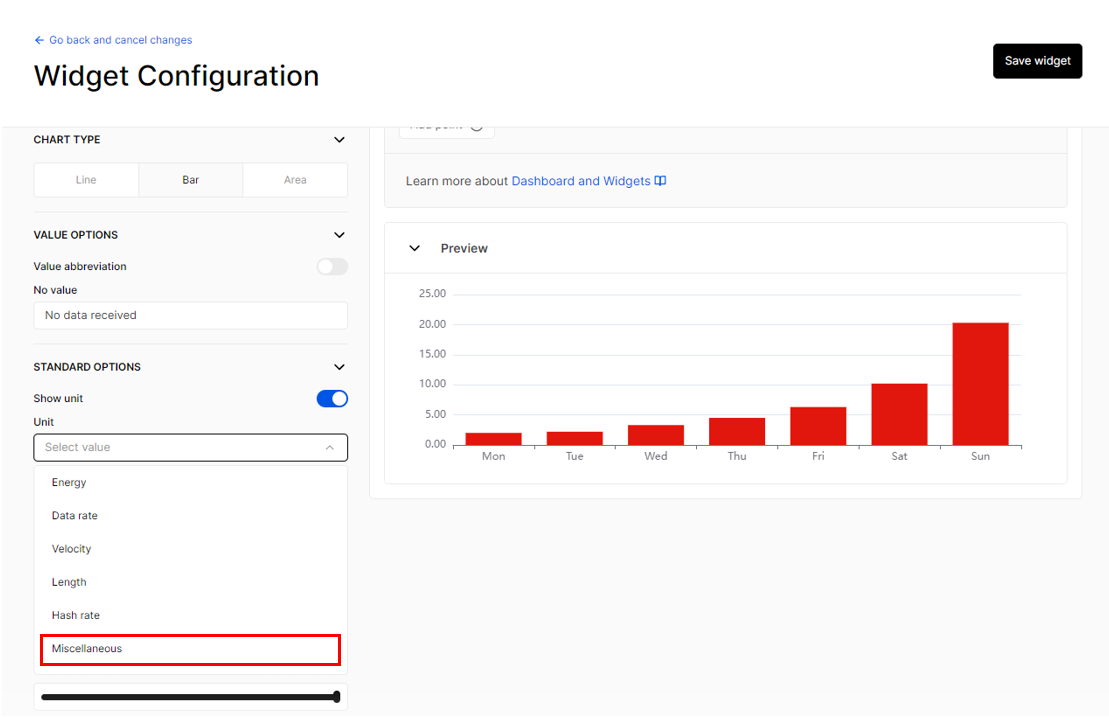 Go back and cancel changes
Widget Configuration
Save widget
CHART TYPE
Line
Bar
Area
VALUE OPTIONS
Value abbreviation
No value
No data received
STANDARD OPTIONS
Show unit
Unit
Select value
Energy
Data rate
Velocity
Length
Hash rate
Miscellaneous
Learn more about Dashboard and Widgets
Preview
25.00
20.00
15.00
10.00
5.00
0.00
Mon Tue Wed Thu Fri Sat Sun